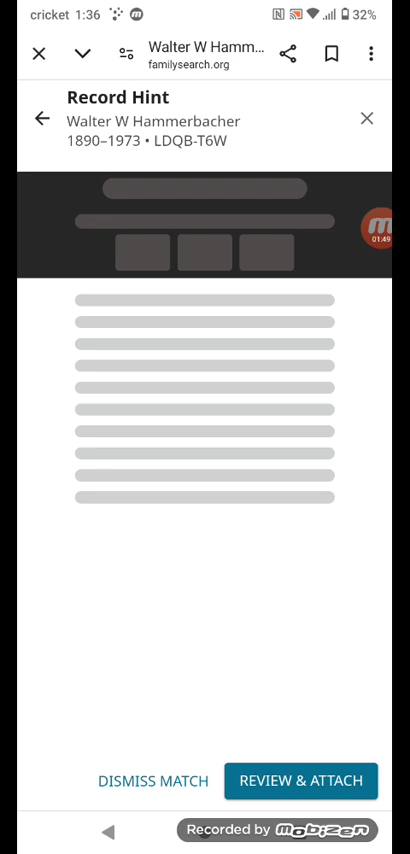 cricket 1:36 32%
Walter W Hamm...
familysearch.org
Record Hint
Walter W Hammerbacher
1890–1973 • LDQB-T6W
01:49
DISMISS MATCH REVIEW & ATTACH
Recorded by mobizen